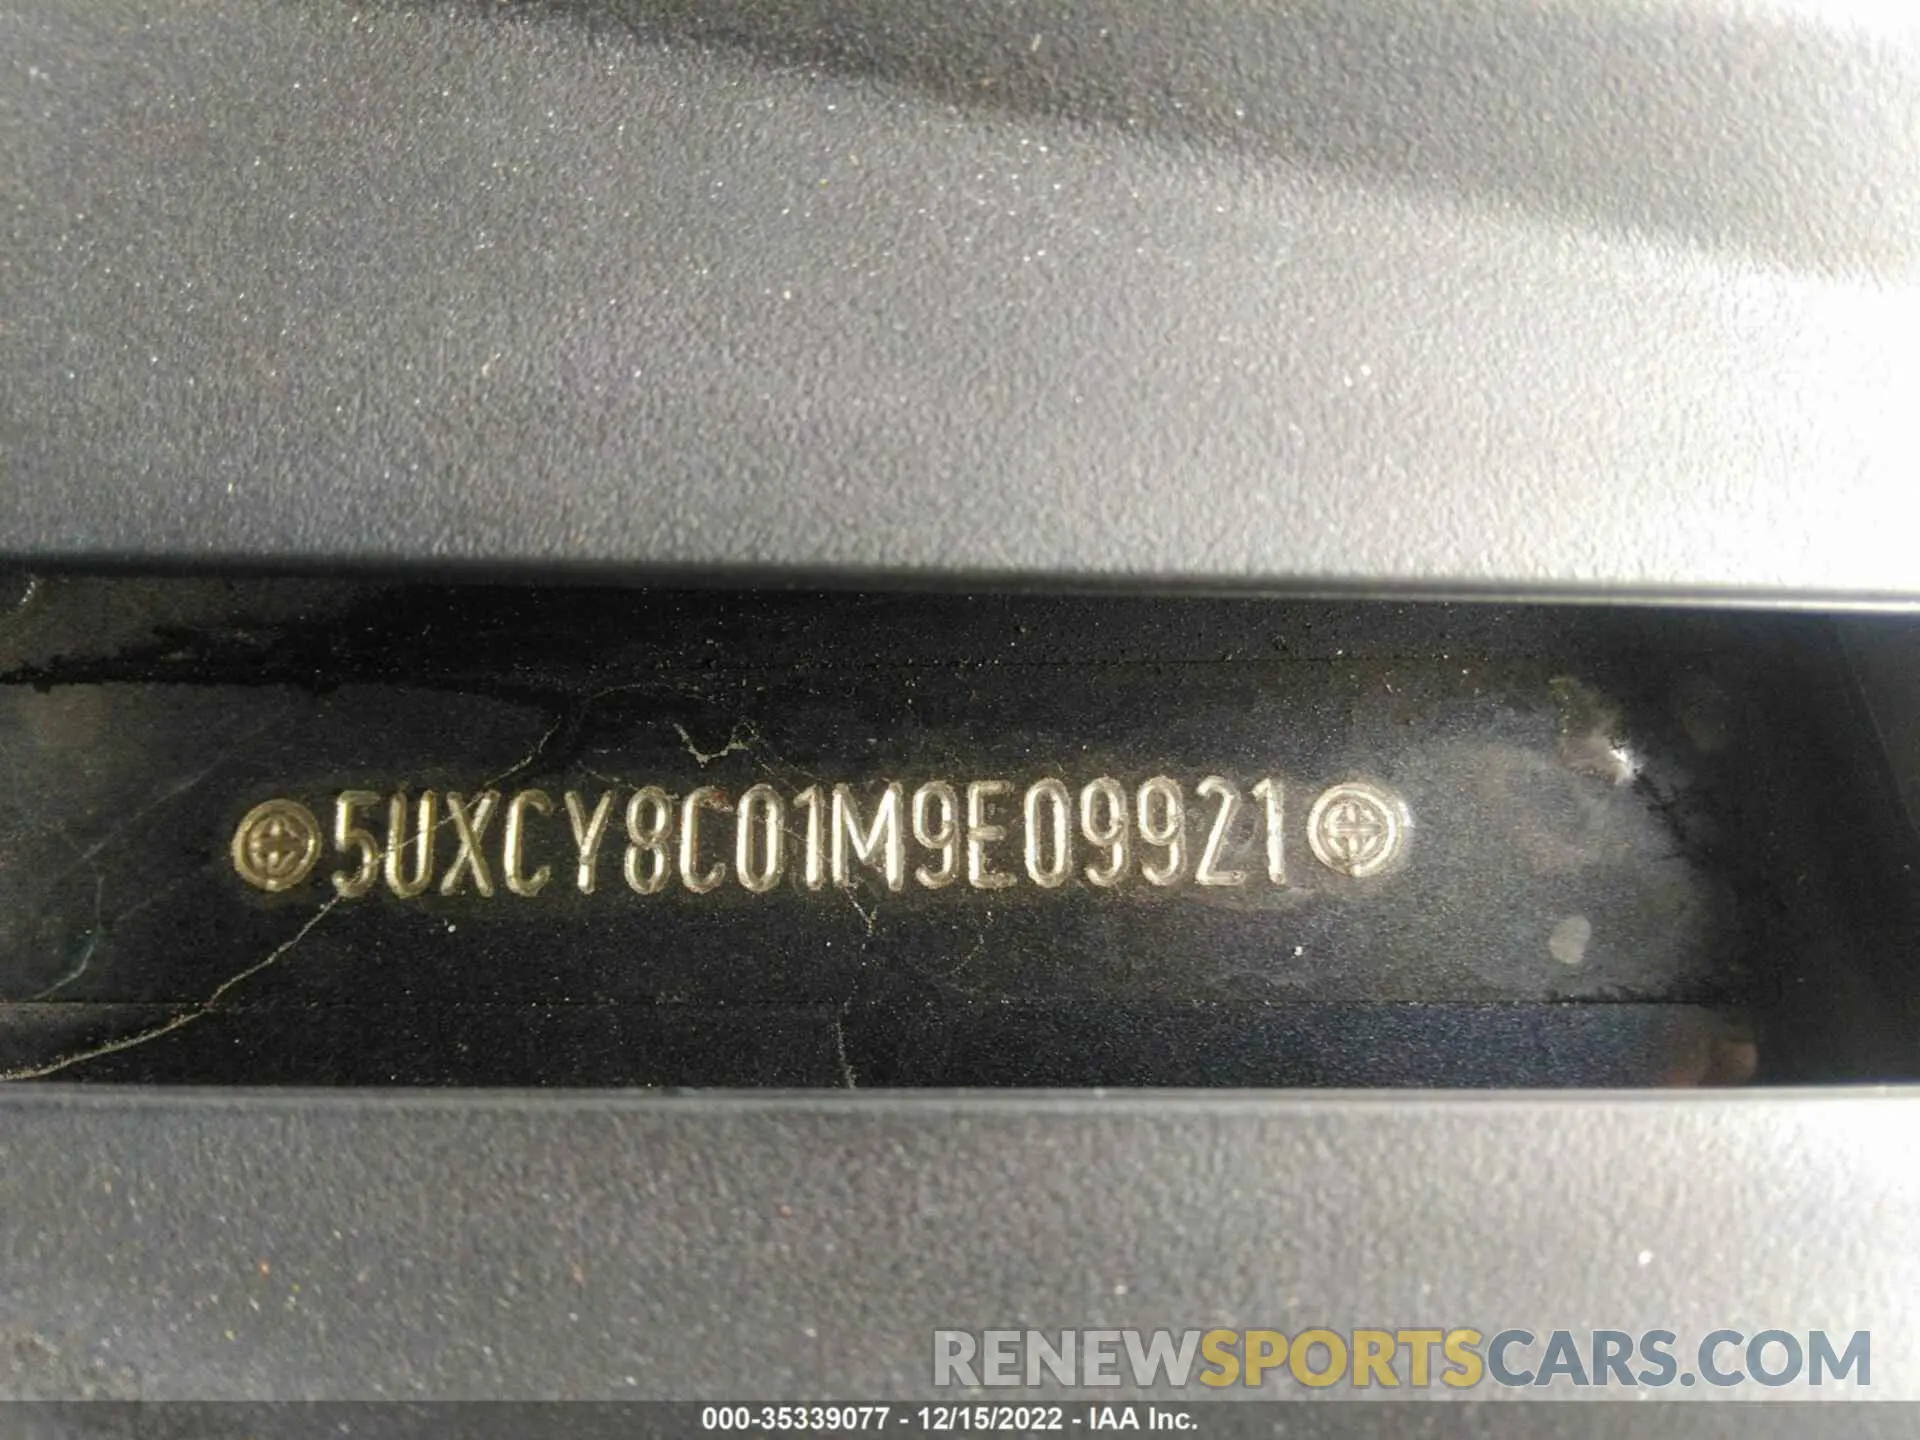 5UXCY8C01M9E09921
RENEWSPORTSCARS.COM
000-35339077 - 12/15/2022 - IAA Inc.